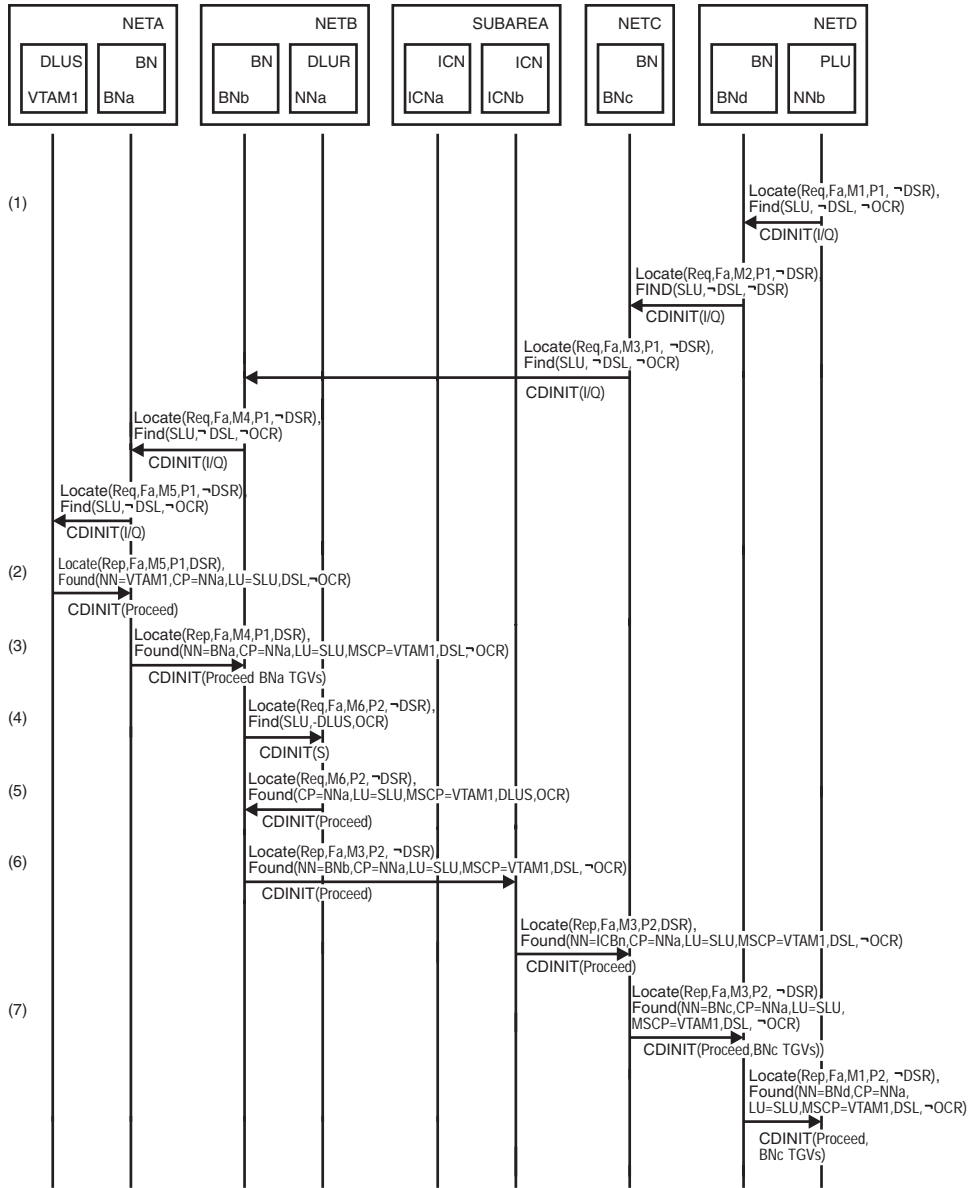 NETA
NETB
SUBAREA
NETC
NETD
DLUS
BN
BN
DLUR
ICN
ICN
BN
BN
PLU
VTAM1
BNa
BNb
NNa
ICNa
ICNb
BNc
BNd
NNb
(1)
Locate(Req,Fa,M1,P1, ¬DSR),
Find(SLU, ¬DSL, ¬OCR)
CDINIT(I/Q)
Locate(Req,Fa,M2,P1,¬DSR),
FIND(SLU,¬DSL,¬DSR)
CDINIT(I/Q)
Locate(Req,Fa,M3,P1, ¬DSR),
Find(SLU, ¬DSL, ¬OCR)
CDINIT(I/Q)
Locate(Req,Fa,M4,P1,¬DSR),
Find(SLU,¬DSL,¬OCR)
CDINIT(I/Q)
Locate(Req,Fa,M5,P1,¬DSR),
Find(SLU,¬DSL,¬OCR)
CDINIT(I/Q)
(2)
Locate(Rep,Fa,M5,P1,DSR),
Found(NN=VTAM1,CP=NNa,LU=SLU,DSL,¬OCR)
CDINIT(Proceed)
(3)
Locate(Rep,Fa,M4,P1,DSR),
Found(NN=BNa,CP=NNa,LU=SLU,MSCP=VTAM1,DSL,¬OCR)
CDINIT(Proceed BNa TGVs)
(4)
Locate(Req,Fa,M6,P2,¬DSR),
Find(SLU,-DLUS,OCR)
CDINIT(S)
(5)
Locate(Req,M6,P2,¬DSR),
Found(CP=NNa,LU=SLU,MSCP=VTAM1,DLUS,OCR)
CDINIT(Proceed)
(6)
Locate(Rep,Fa,M3,P2, ¬DSR)
Found(NN=BNb,CP=NNa,LU=SLU,MSCP=VTAM1,DSL, ¬OCR)
CDINIT(Proceed)
Locate(Rep,Fa,M3,P2,DSR),
Found(NN=ICBn,CP=NNa,LU=SLU,MSCP=VTAM1,DSL, ¬OCR)
CDINIT(Proceed)
(7)
Locate(Rep,Fa,M3,P2, ¬DSR),
Found(NN=BNc,CP=NNa,LU=SLU,
MSCP=VTAM1,DSL, ¬OCR)
CDINIT(Proceed,BNc TGVs))
Locate(Rep,Fa,M1,P2, ¬DSR),
Found(NN=BNd,CP=NNa,
LU=SLU,MSCP=VTAM1,DSL, ¬OCR)
CDINIT(Proceed,
BNc TGVs)